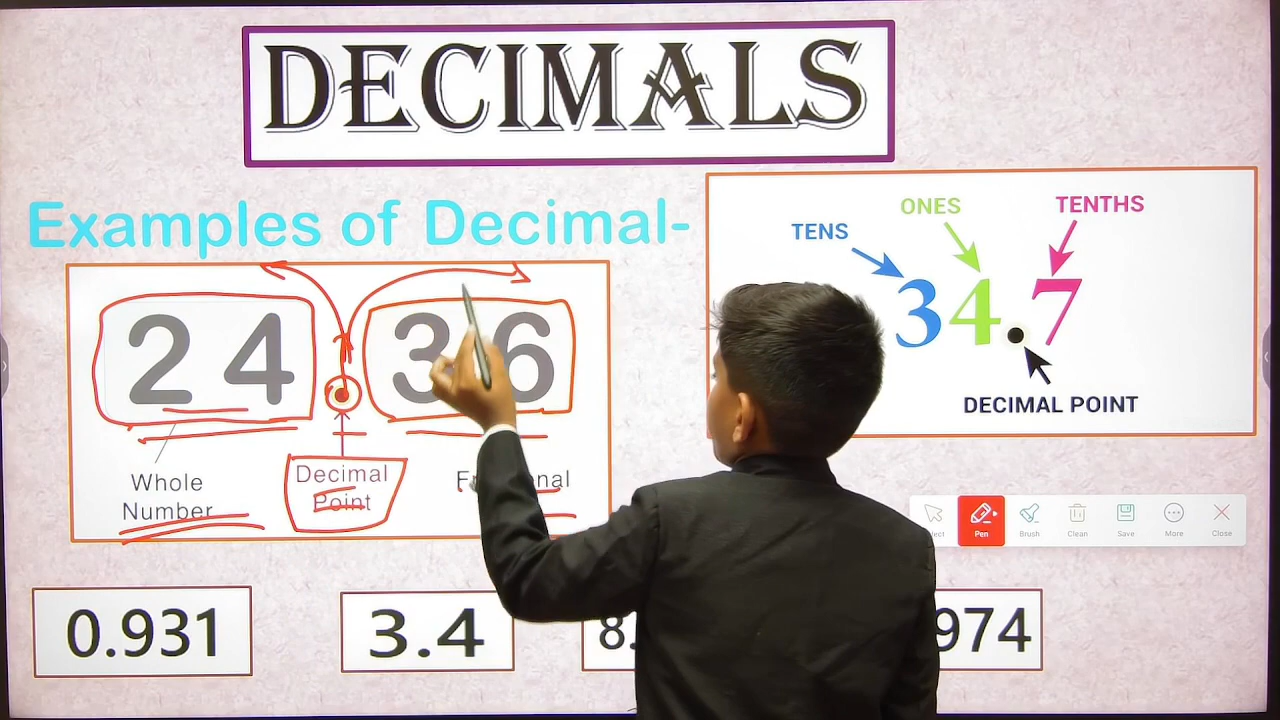 DECIMALS
Examples of Decimal-
24.36
Whole
Number
Decimal
Point
TENS
ONES
TENTHS
34.7
DECIMAL POINT
Pen
Brush
Clean
Save
More
Close
0.931
3.4
8.
974